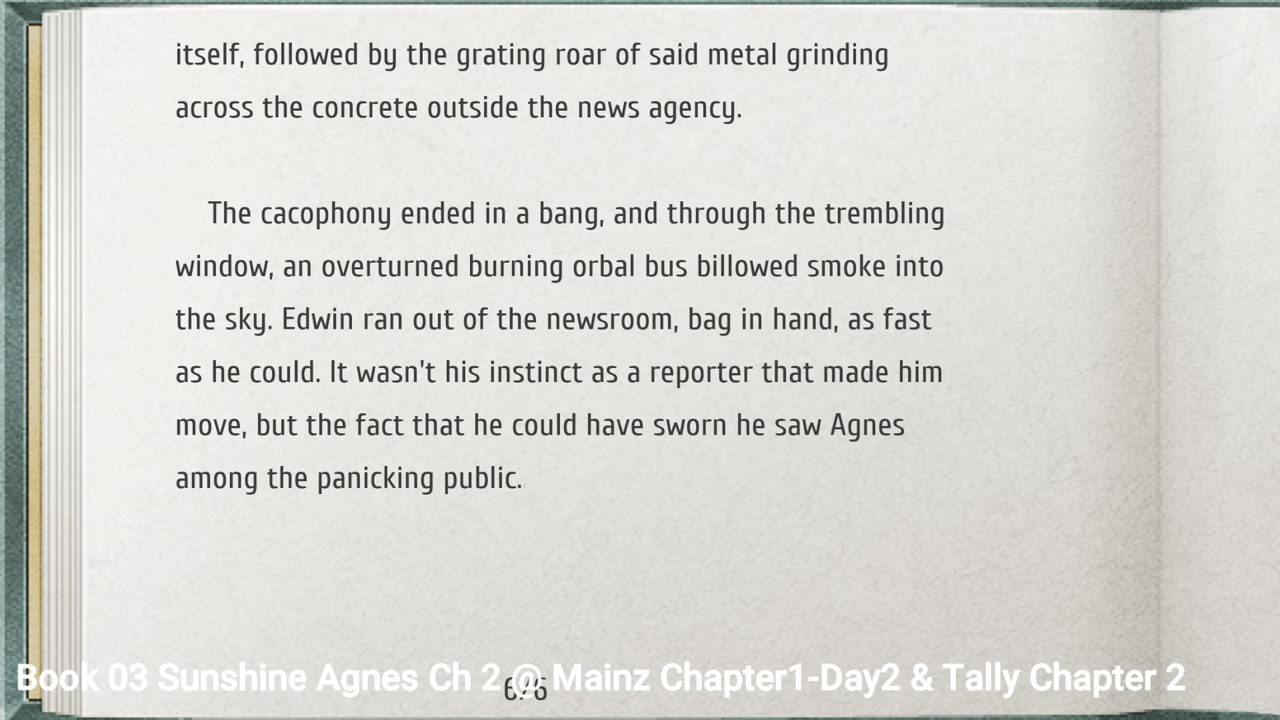 itself, followed by the grating roar of said metal grinding
across the concrete outside the news agency.
The cacophony ended in a bang, and through the trembling
window, an overturned burning orbal bus billowed smoke into
the sky. Edwin ran out of the newsroom, bag in hand, as fast
as he could. It wasn't his instinct as a reporter that made him
move, but the fact that he could have sworn he saw Agnes
among the panicking public.
Book 03 Sunshine Agnes Ch 2 @ Mainz Chapter1-Day2 & Tally Chapter 2
6/6